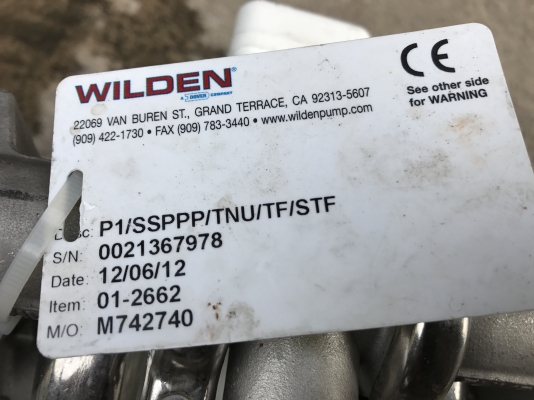 WILDEN®
A DOVER COMPANY
22069 VAN BUREN ST., GRAND TERRACE, CA 92313-5607
(909) 422-1730 • FAX (909) 783-3440 • www.wildenpump.com
CE
See other side
for WARNING
Desc: P1/SSPPP/TNU/TF/STF
S/N: 0021367978
Date: 12/06/12
Item: 01-2662
M/O: M742740